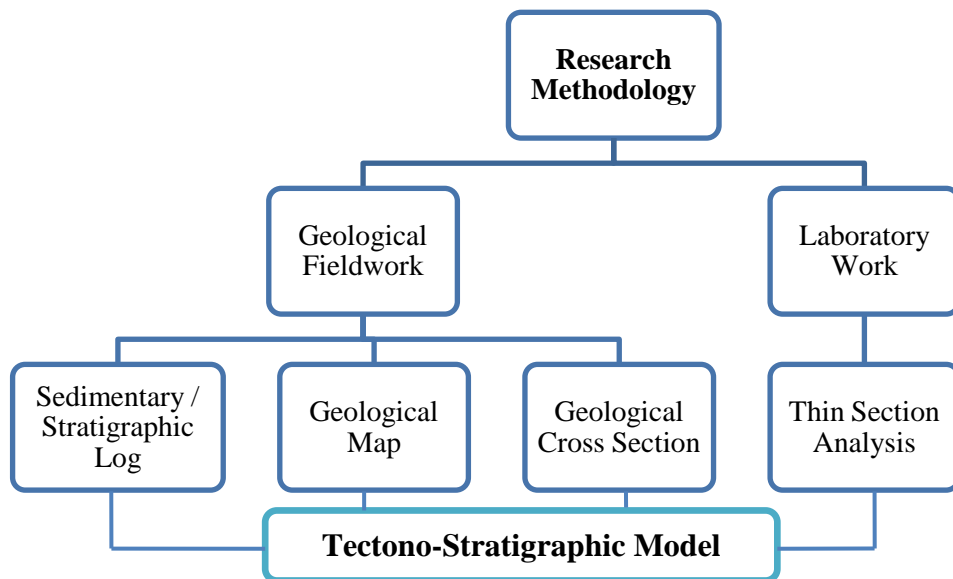 Research
Methodology
Geological
Fieldwork
Laboratory
Work
Sedimentary /
Stratigraphic
Log
Geological
Map
Geological
Cross Section
Thin Section
Analysis
Tectono-Stratigraphic Model